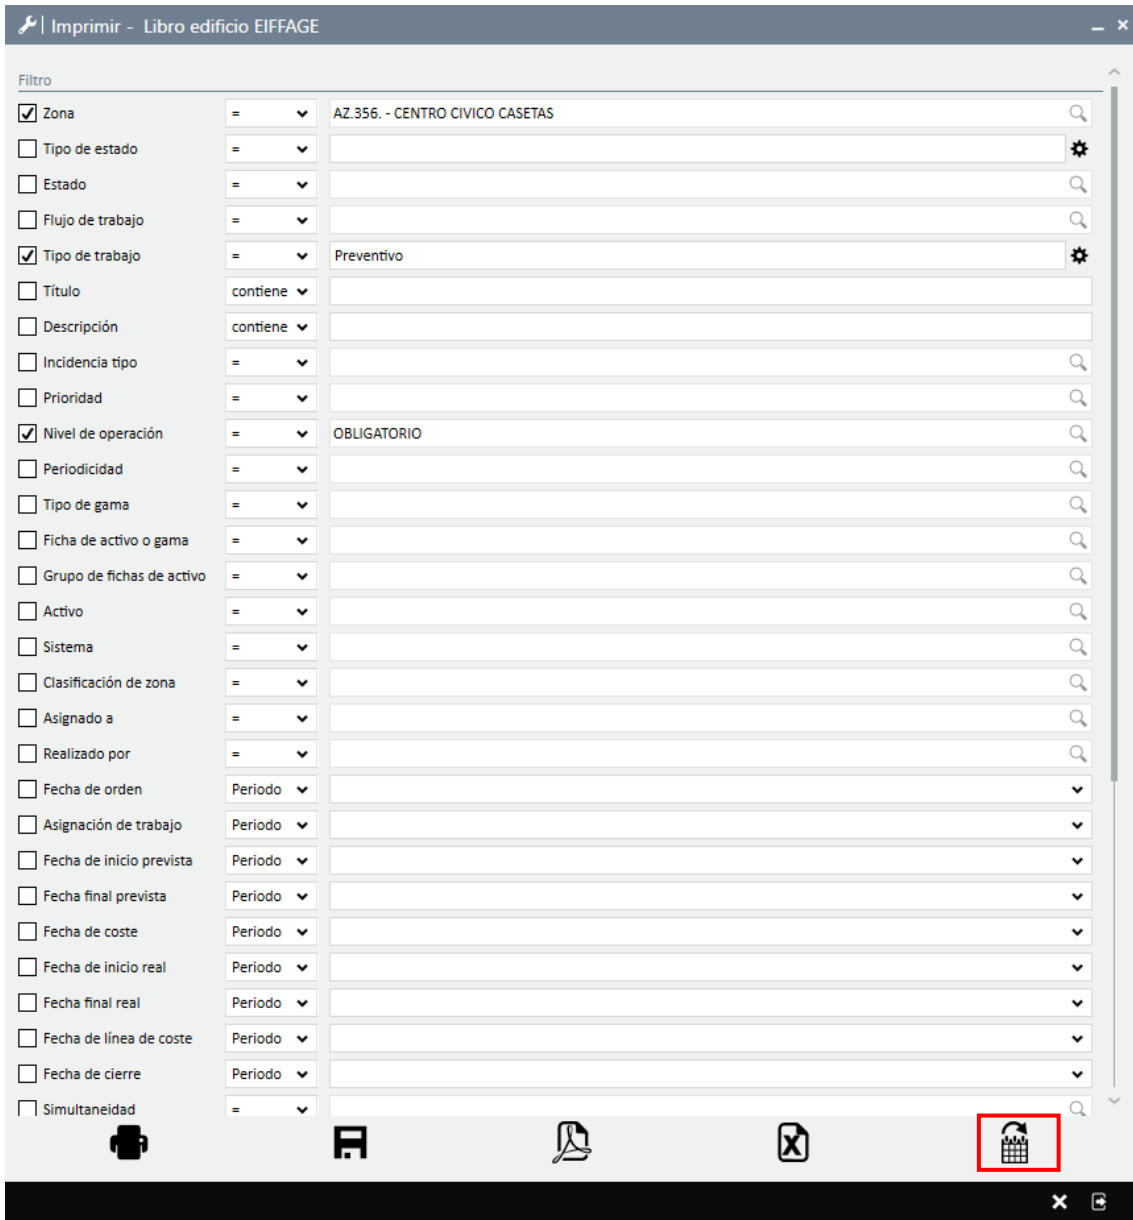 Imprimir - Libro edificio EIFFAGE
Filtro
Zona = AZ.356. - CENTRO CIVICO CASETAS
Tipo de estado =
Estado =
Flujo de trabajo =
Tipo de trabajo = Preventivo
Título contiene
Descripción contiene
Incidencia tipo =
Prioridad =
Nivel de operación = OBLIGATORIO
Periodicidad =
Tipo de gama =
Ficha de activo o gama =
Grupo de fichas de activo =
Activo =
Sistema =
Clasificación de zona =
Asignado a =
Realizado por =
Fecha de orden Periodo
Asignación de trabajo Periodo
Fecha de inicio prevista Periodo
Fecha final prevista Periodo
Fecha de coste Periodo
Fecha de inicio real Periodo
Fecha final real Periodo
Fecha de línea de coste Periodo
Fecha de cierre Periodo
Simultaneidad =